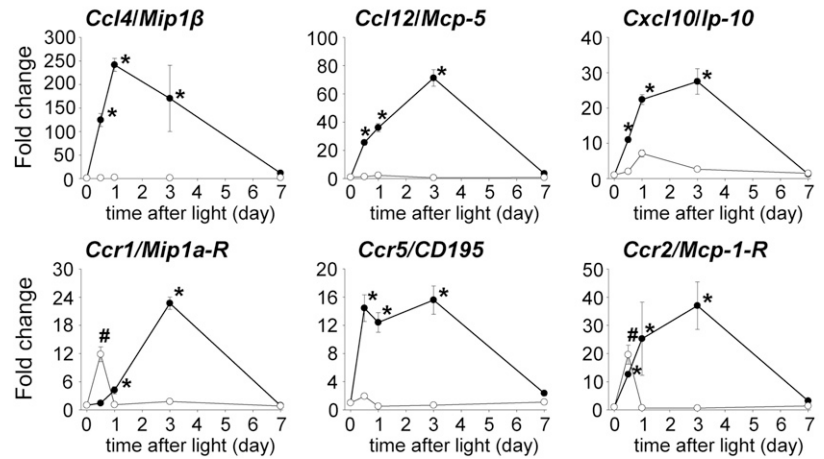 Ccl4/Mip1β
Ccl12/Mcp-5
Cxcl10/Ip-10
Fold change
300
250
200
150
100
50
0
*
*
0 1 2 3 4 5 6 7
time after light (day)
100
80
60
40
20
0
* * *
0 1 2 3 4 5 6 7
time after light (day)
40
30
20
10
0
* * *
0 1 2 3 4 5 6 7
time after light (day)
Ccr1/Mip1a-R
Ccr5/CD195
Ccr2/Mcp-1-R
Fold change
30
24
18
12
6
0
# * *
0 1 2 3 4 5 6 7
time after light (day)
20
16
12
8
4
0
* * *
0 1 2 3 4 5 6 7
time after light (day)
50
40
30
20
10
0
# * * *
0 1 2 3 4 5 6 7
time after light (day)